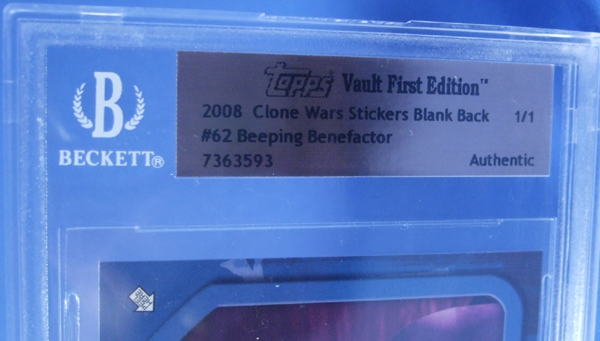 Topps® Vault First Edition™
2008 Clone Wars Stickers Blank Back 1/1
#62 Beeping Benefactor
7363593 Authentic
B
BECKETT®